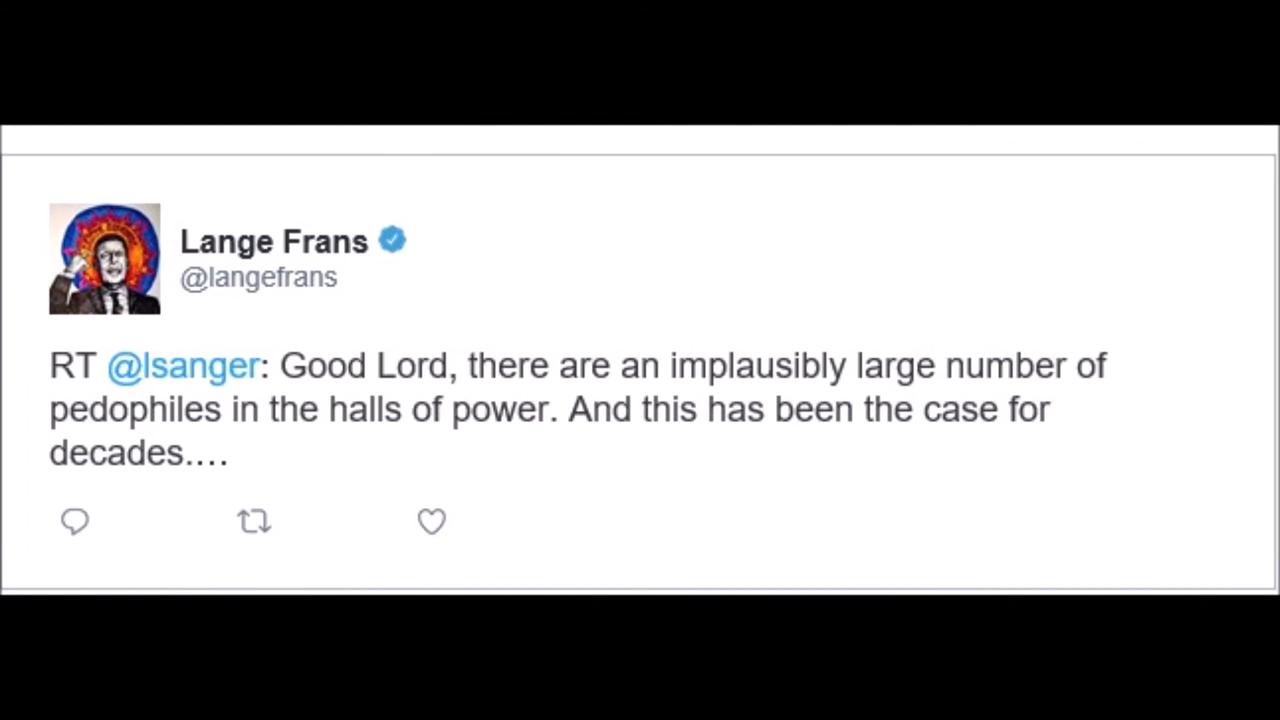 Lange Frans
@langefrans
RT @lsanger: Good Lord, there are an implausibly large number of
pedophiles in the halls of power. And this has been the case for
decades.…